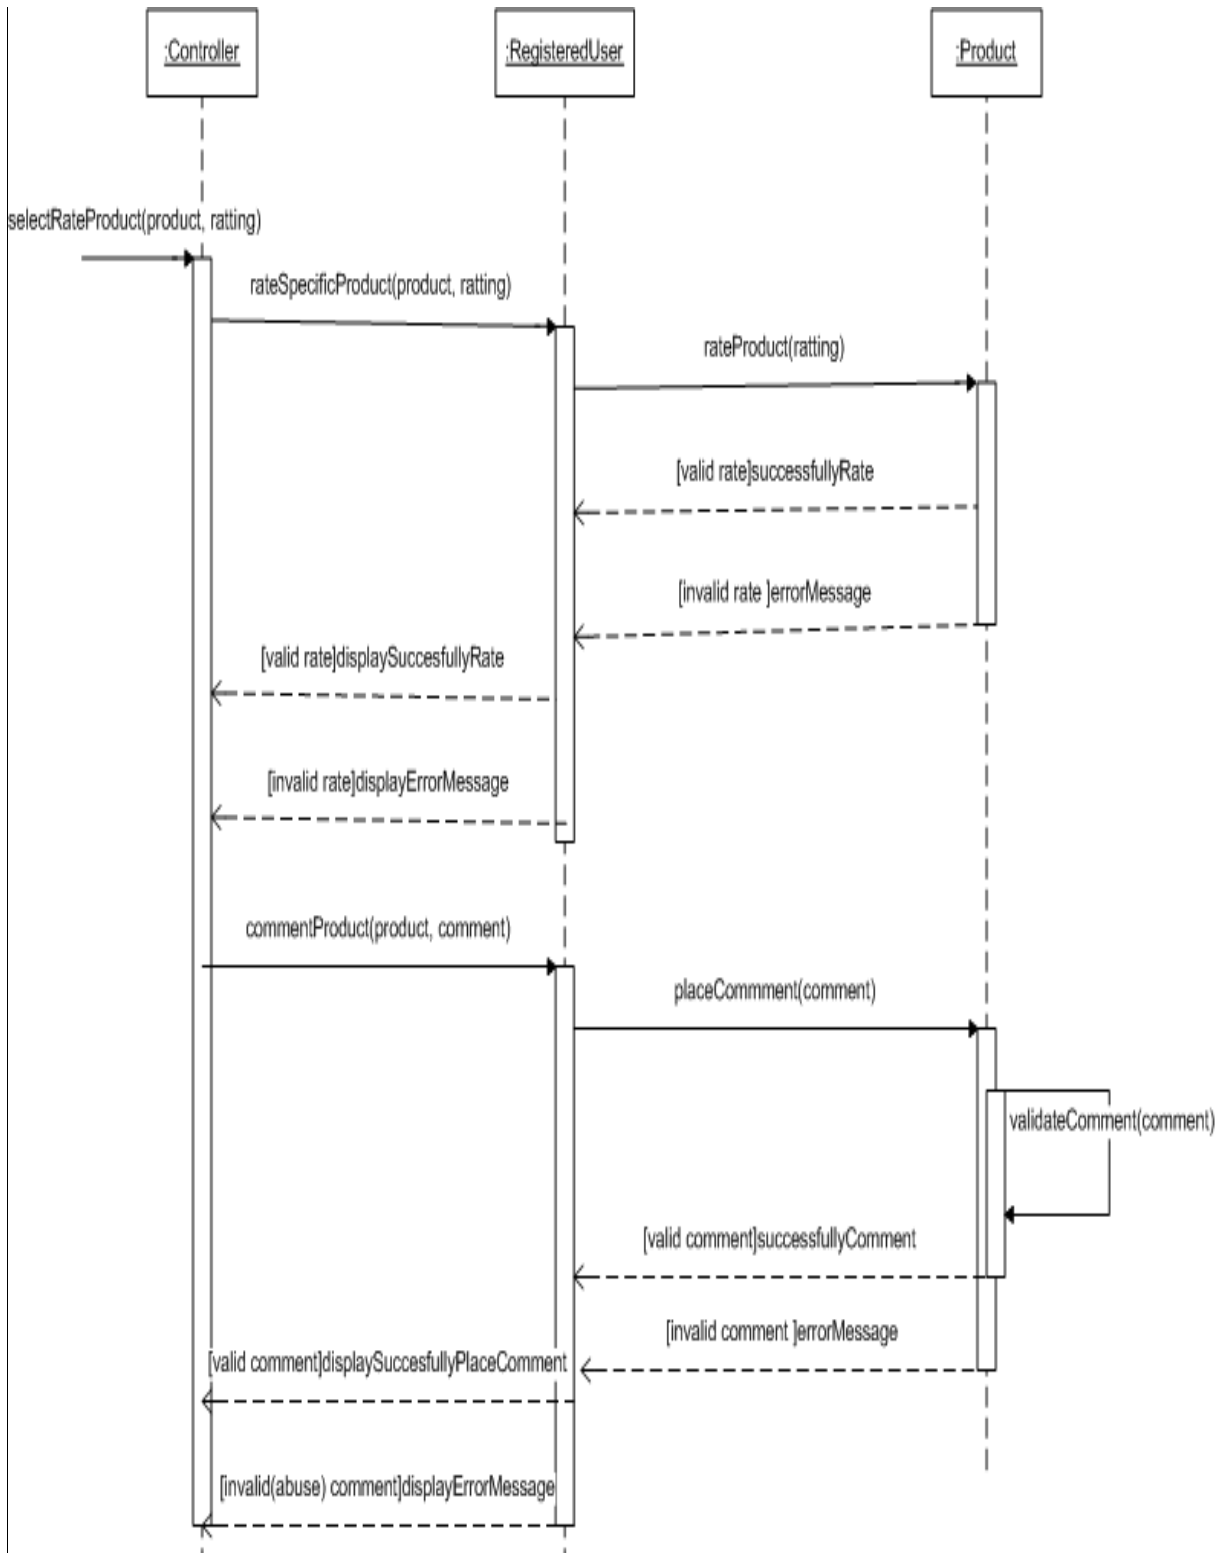 :Controller
:RegisteredUser
:Product
selectRateProduct(product, ratting)
rateSpecificProduct(product, ratting)
rateProduct(ratting)
[valid rate]successfullyRate
[invalid rate ]errorMessage
[valid rate]displaySuccesfullyRate
[invalid rate]displayErrorMessage
commentProduct(product, comment)
placeCommment(comment)
validateComment(comment)
[valid comment]successfullyComment
[invalid comment ]errorMessage
[valid comment]displaySuccesfullyPlaceComment
[invalid(abuse) comment]displayErrorMessage